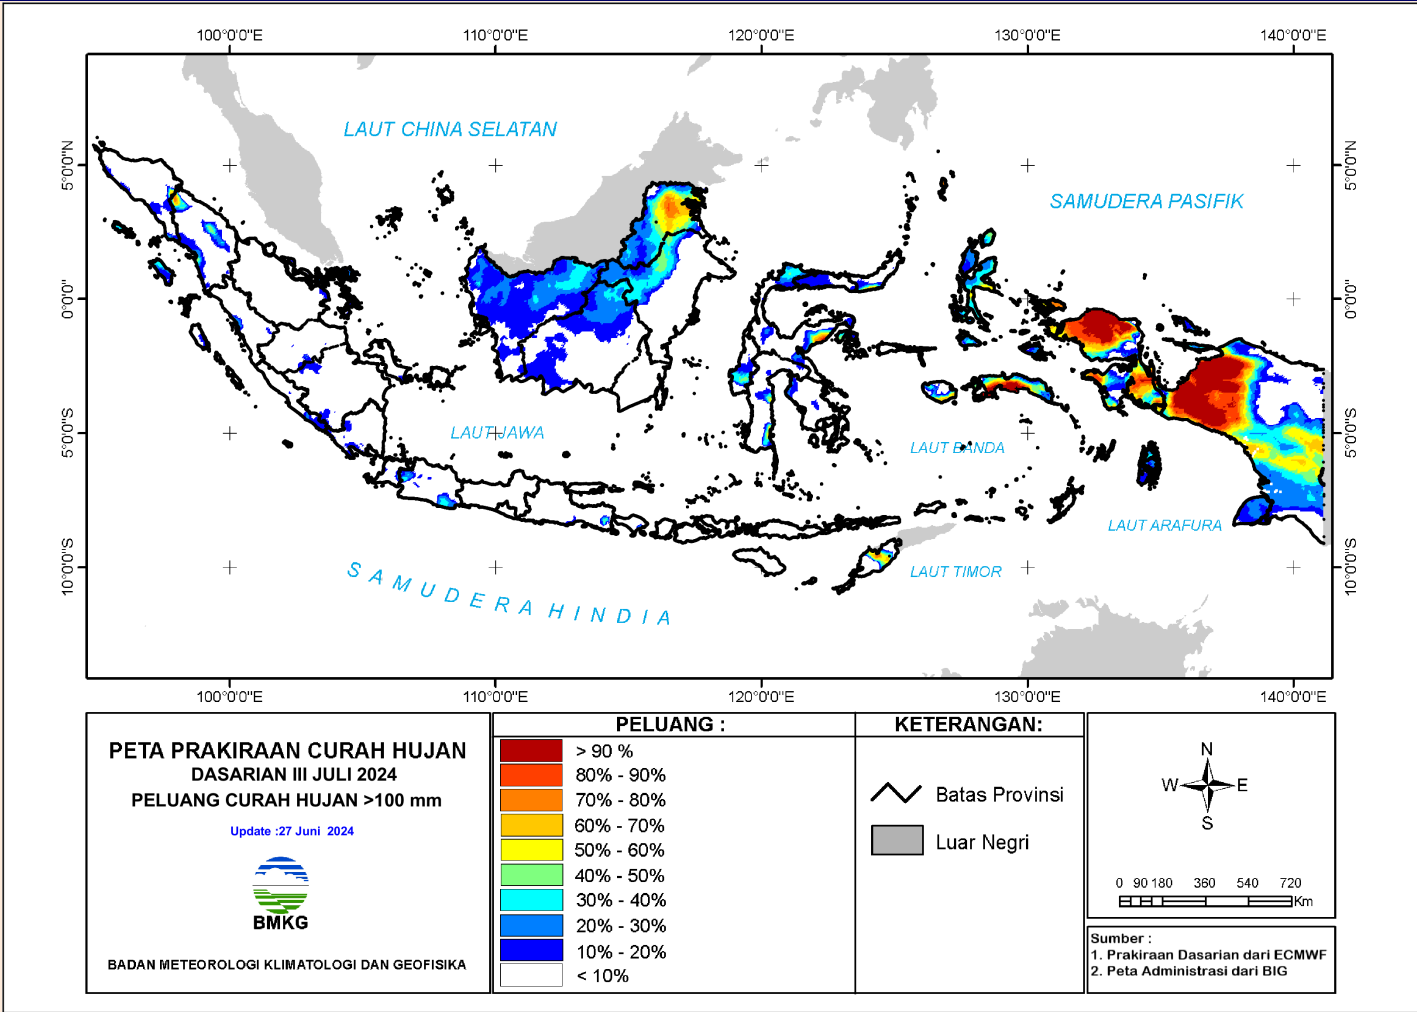 100°0'0"E
110°0'0"E
120°0'0"E
130°0'0"E
140°0'0"E
5°0'0"N
0°0'0"
5°0'0"S
10°0'0"S
LAUT CHINA SELATAN
SAMUDERA PASIFIK
LAUT JAWA
LAUT BANDA
LAUT ARAFURA
LAUT TIMOR
SAMUDERA HINDIA
5°0'0"N
0°0'0"
5°0'0"S
10°0'0"S
100°0'0"E
110°0'0"E
120°0'0"E
130°0'0"E
140°0'0"E
PETA PRAKIRAAN CURAH HUJAN
DASARIAN III JULI 2024
PELUANG CURAH HUJAN >100 mm
Update :27 Juni 2024
BMKG
BADAN METEOROLOGI KLIMATOLOGI DAN GEOFISIKA
PELUANG :
> 90 %
80% - 90%
70% - 80%
60% - 70%
50% - 60%
40% - 50%
30% - 40%
20% - 30%
10% - 20%
< 10%
KETERANGAN:
Batas Provinsi
Luar Negri
N
W E
S
0 90 180 360 540 720
Km
Sumber :
1. Prakiraan Dasarian dari ECMWF
2. Peta Administrasi dari BIG